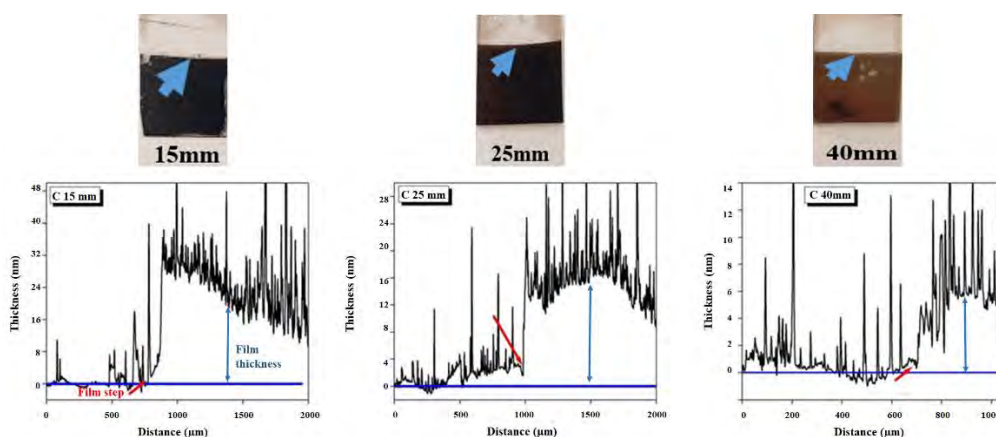 15mm
25mm
40mm
C 15 mm
Thickness (nm)
48
40
32
24
16
8
0
Film thickness
Film step
0
500
1000
1500
2000
Distance (μm)
C 25 mm
Thickness (nm)
28
24
20
16
12
8
4
0
0
500
1000
1500
2000
Distance (μm)
C 40mm
Thickness (nm)
14
12
10
8
6
4
2
0
0
200
400
600
800
Distance (μm)